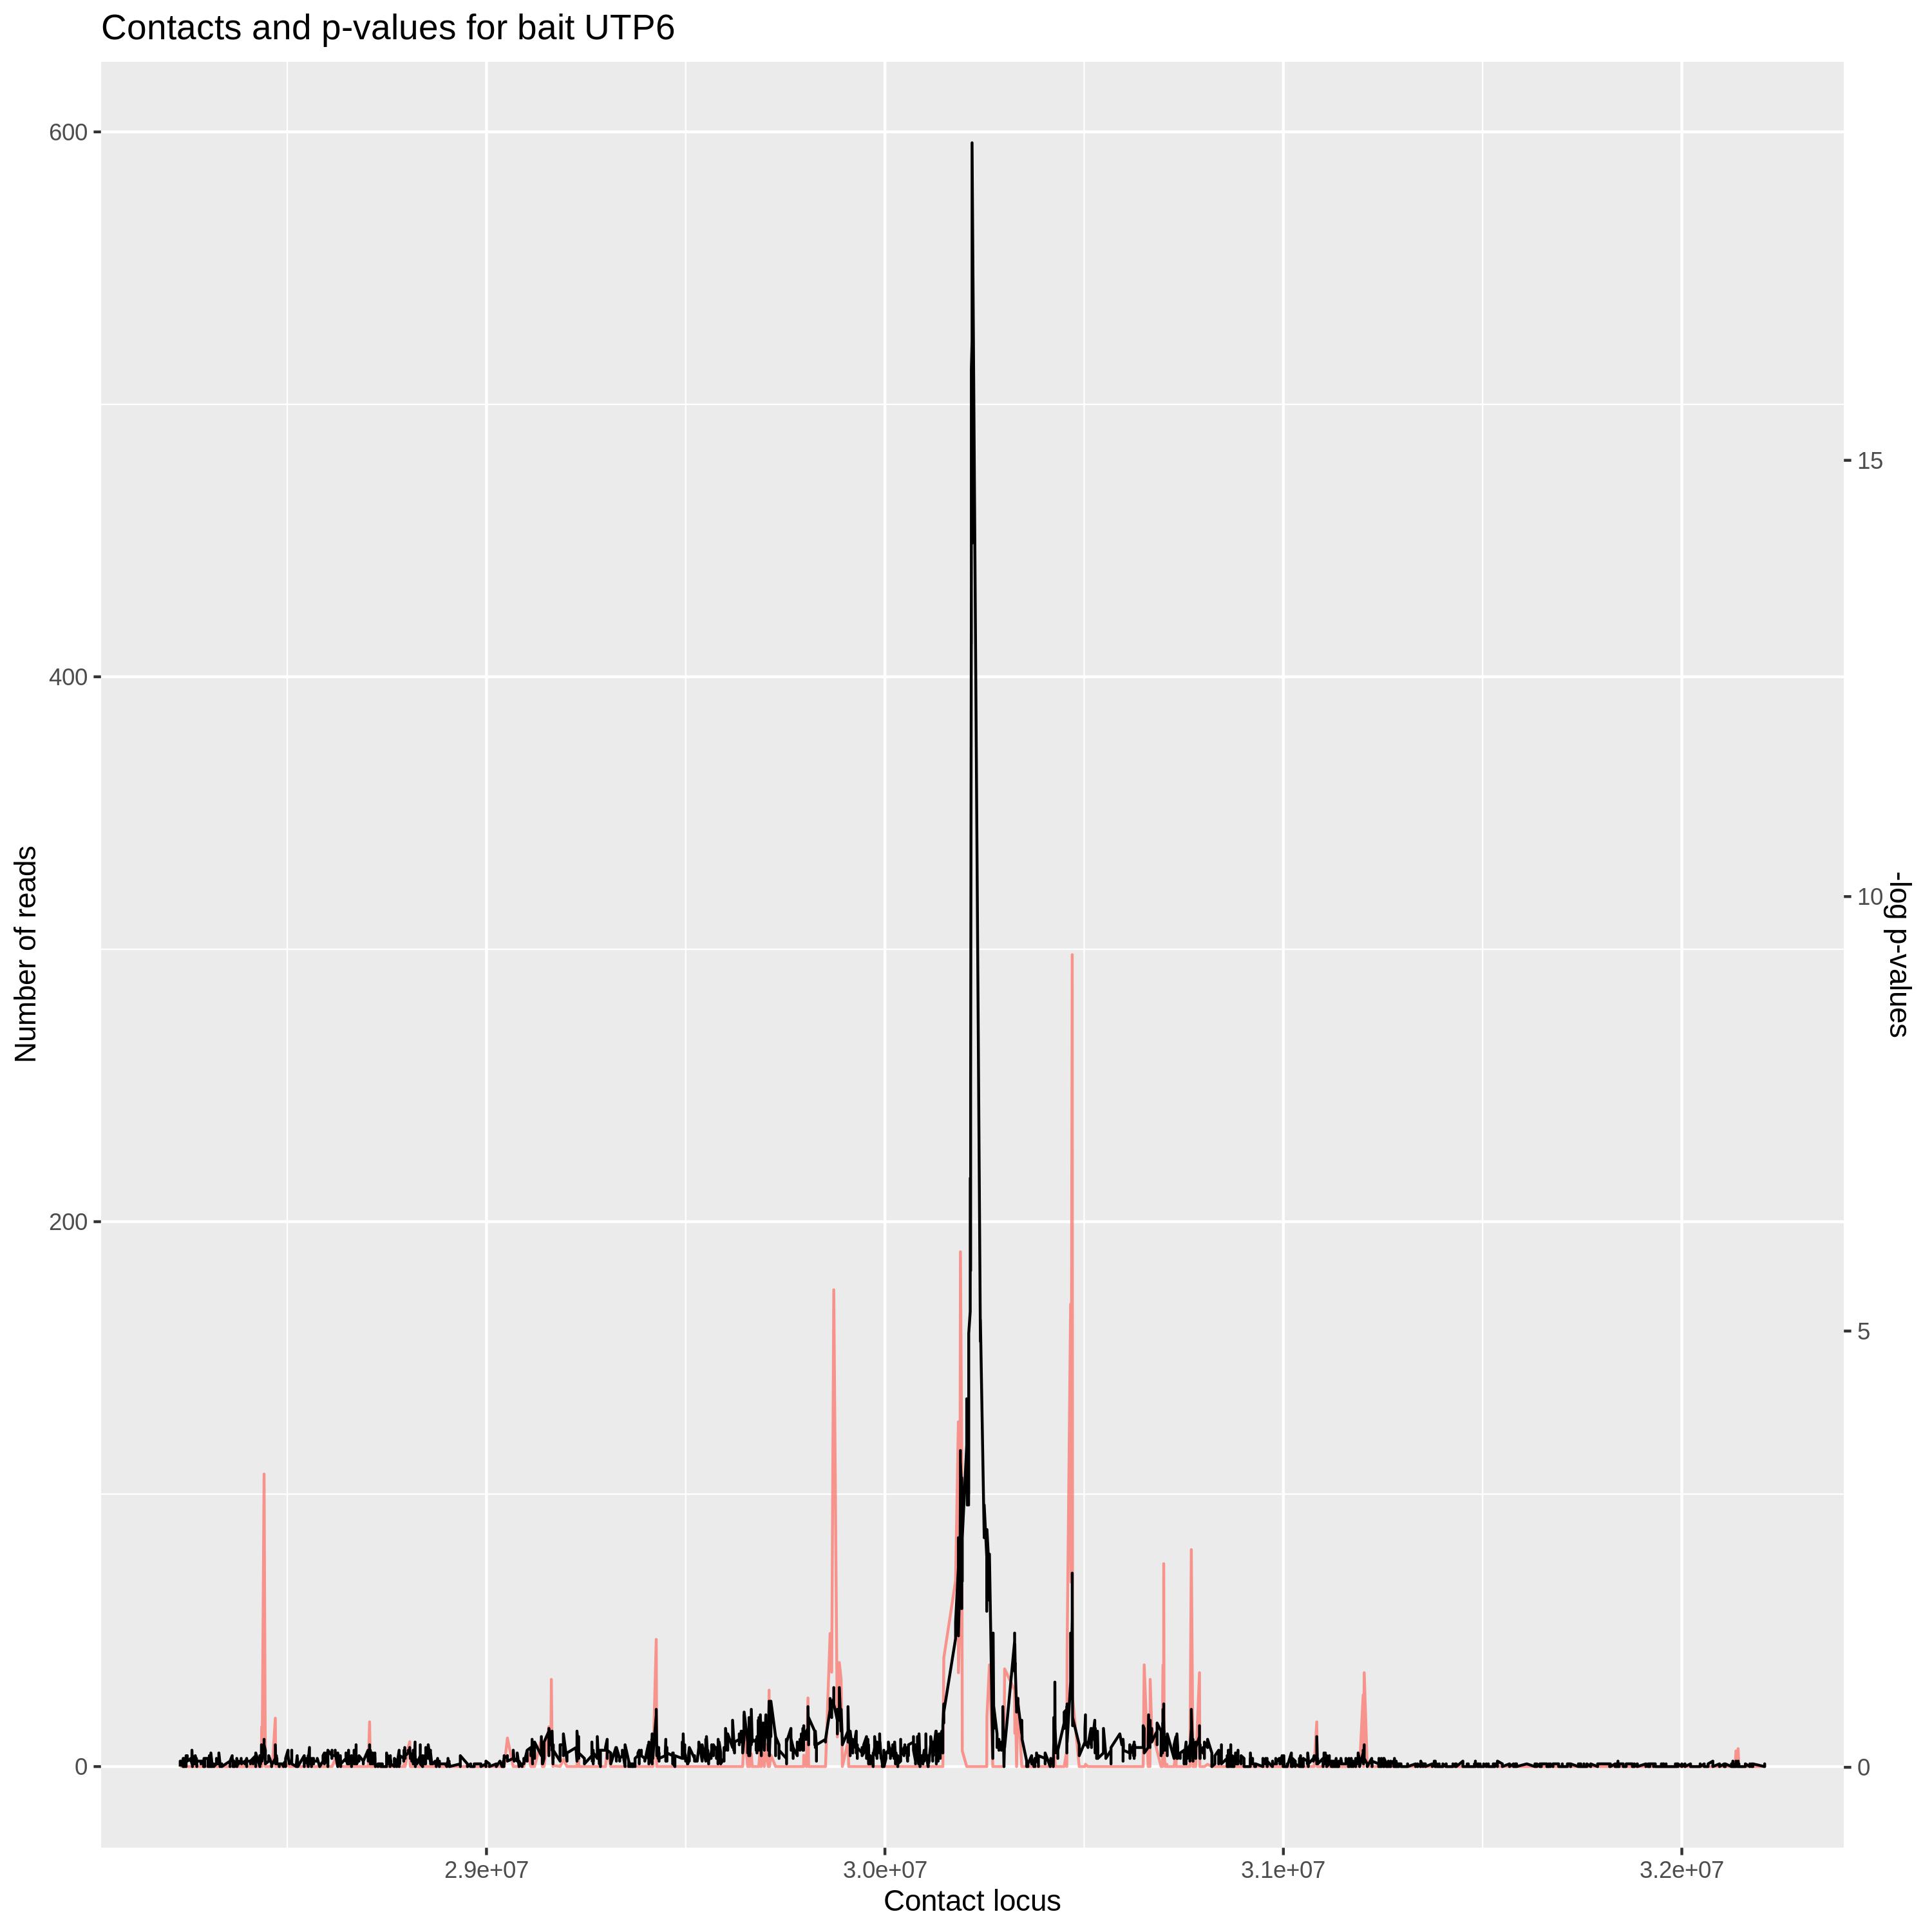 Contacts and p-values for bait UTP6
600
400
200
0
Number of reads
15
10
5
0
-log p-values
2.9e+07
3.0e+07
3.1e+07
3.2e+07
Contact locus